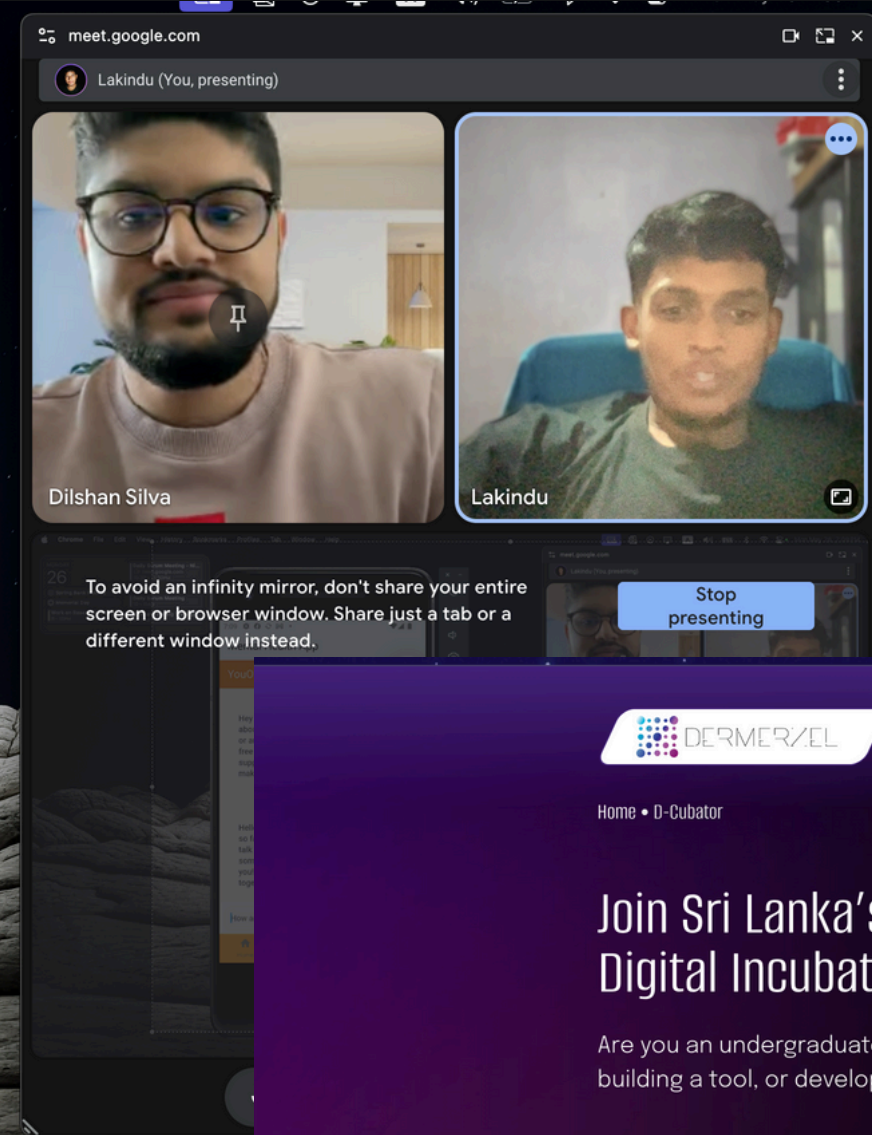 meet.google.com
Lakindu (You, presenting)
Dilshan Silva
Lakindu
26
To avoid an infinity mirror, don't share your entire
screen or browser window. Share just a tab or a
different window instead.
Stop
presenting
DERMERZEL
Home • D-Cubator
Join Sri Lanka's
Digital Incubat
Are you an undergraduate
building a tool, or develop